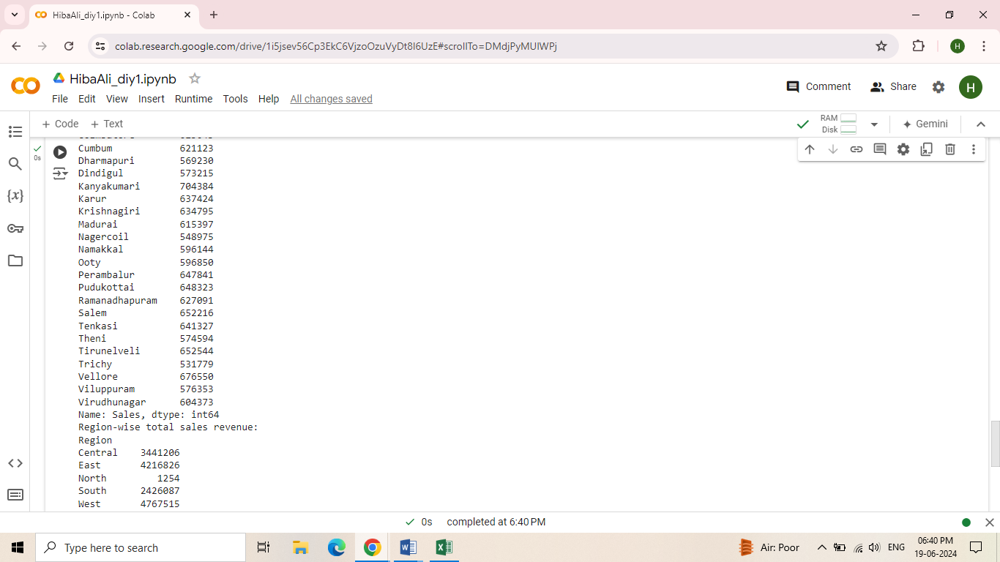 HibaAli_diy1.ipynb - Colab
colab.research.google.com/drive/1i5jsev56Cp3EkC6VjzoOzuVyDt8l6UzE#scrollTo=DMdjPyMUlWPj
H
HibaAli_diy1.ipynb
File Edit View Insert Runtime Tools Help All changes saved
Comment
Share
H
+ Code + Text
RAM
Disk
Gemini
0s
Cumbum 621123
Dharmapuri 569230
Dindigul 573215
Kanyakumari 704384
Karur 637424
Krishnagiri 634795
Madurai 615397
Nagercoil 548975
Namakkal 596144
Ooty 596850
Perambalur 647841
Pudukottai 648323
Ramanadhapuram 627091
Salem 652216
Tenkasi 641327
Theni 574594
Tirunelveli 652544
Trichy 531779
Vellore 676550
Viluppuram 576353
Virudhunagar 604373
Name: Sales, dtype: int64
Region-wise total sales revenue:
Region
Central 3441206
East 4216826
North 1254
South 2426087
West 4767515
{x}
0s completed at 6:40 PM
Type here to search
Air: Poor
ENG
06:40 PM
19-06-2024